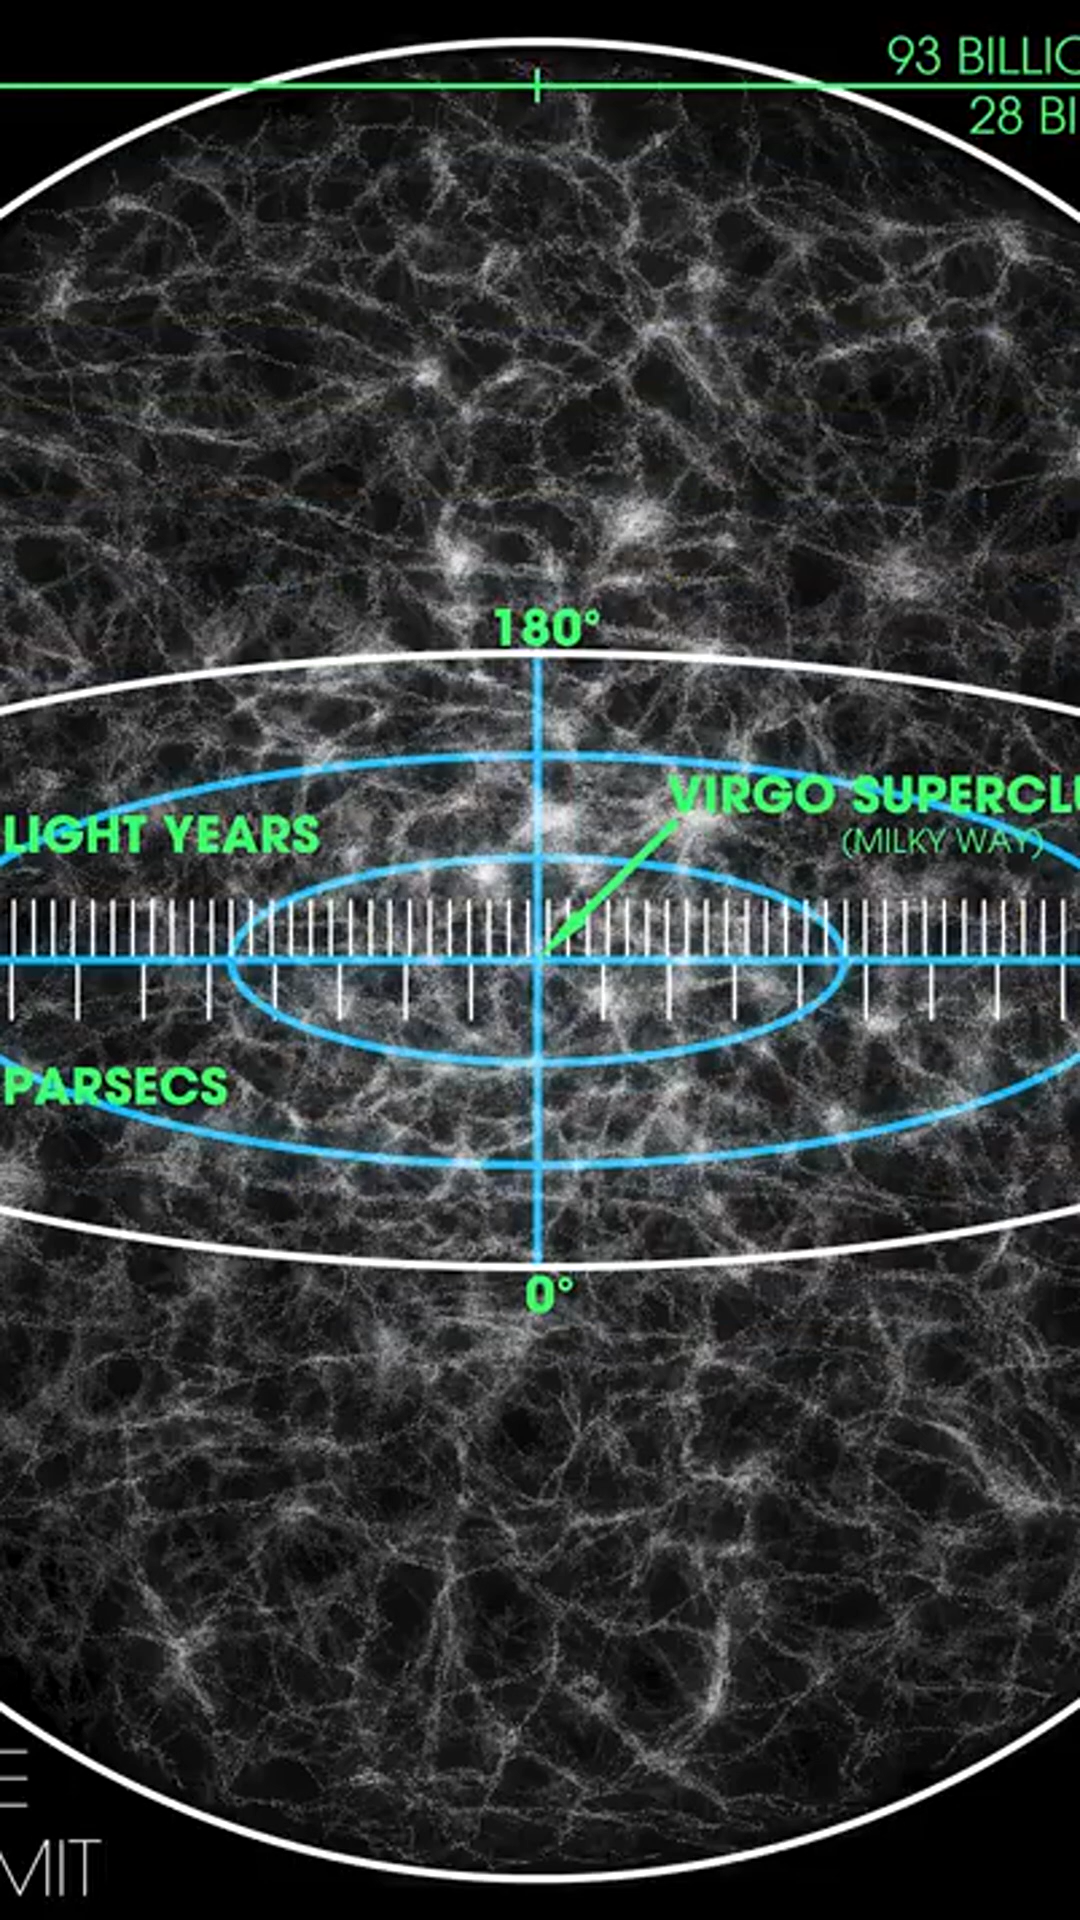 93 BILLIO
28 BI
180°
VIRGO SUPERCLU
(MILKY WAY)
LIGHT YEARS
PARSECS
0°
MIT